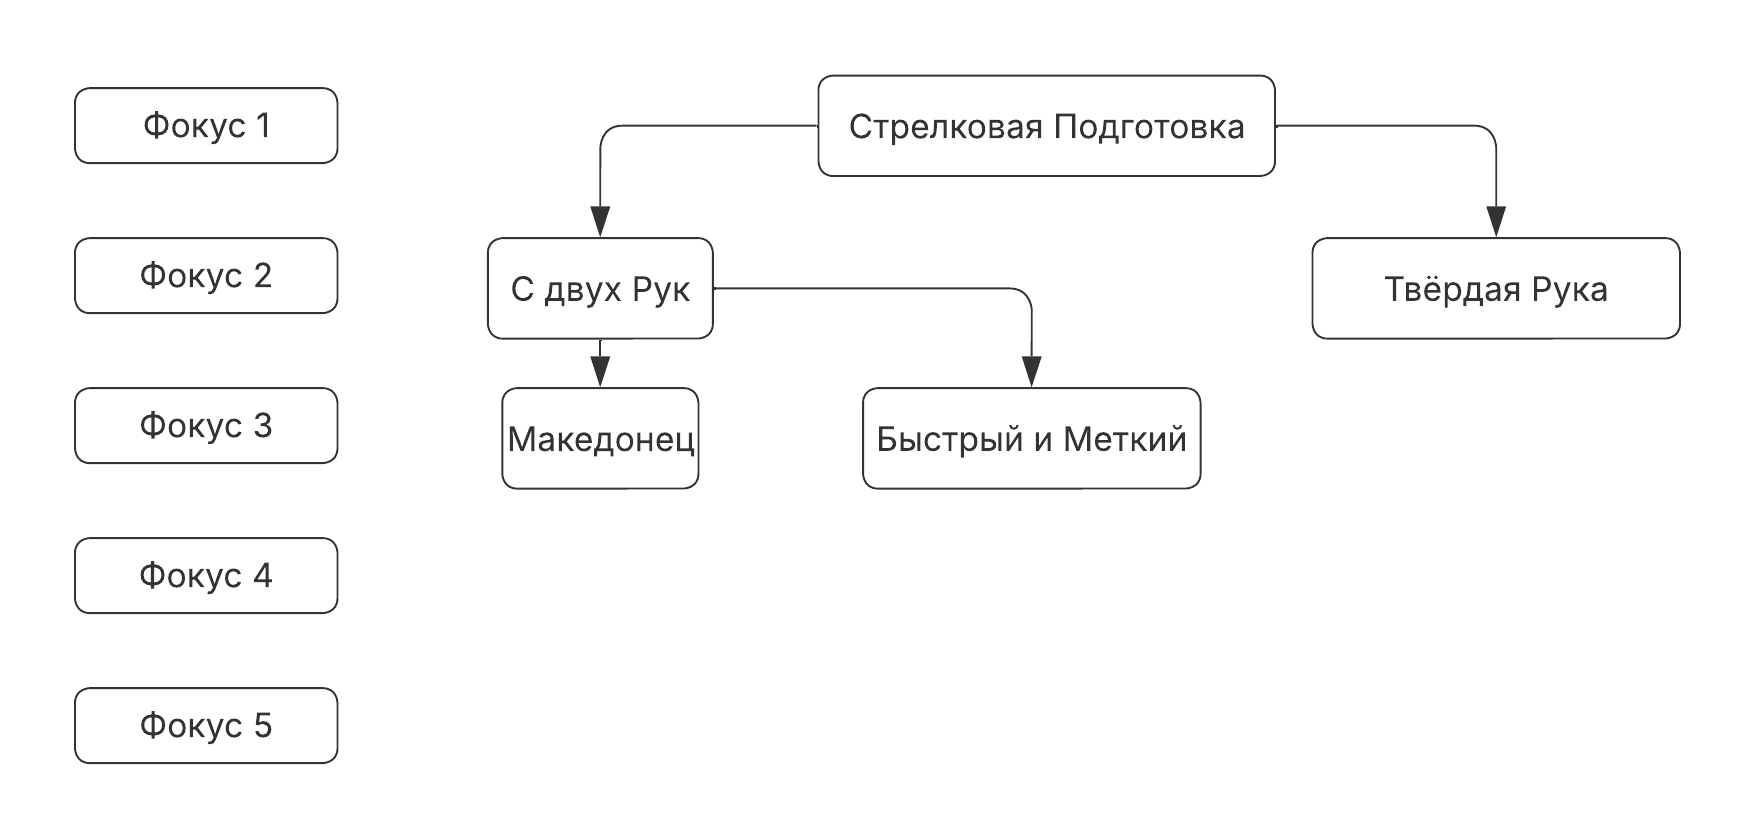 Фокус 1
Стрелковая Подготовка
Фокус 2
С двух Рук
Твёрдая Рука
Фокус 3
Македонец
Быстрый и Меткий
Фокус 4
Фокус 5